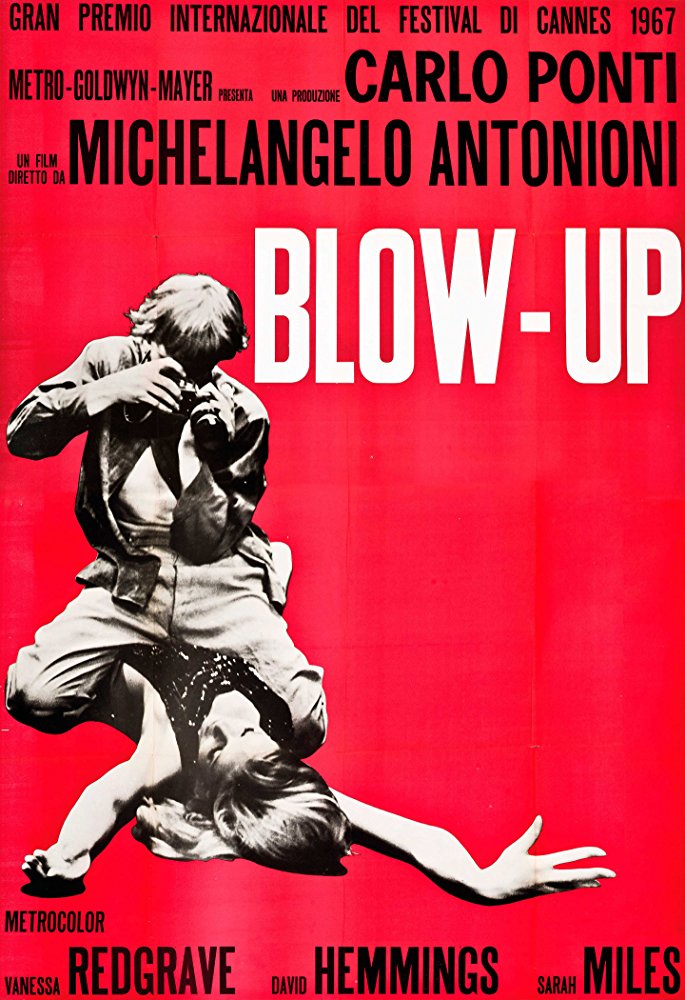 GRAN PREMIO INTERNAZIONALE DEL FESTIVAL DI CANNES 1967
METRO-GOLDWYN-MAYER PRESENTA UNA PRODUZIONE CARLO PONTI
UN FILM DIRETTO DA MICHELANGELO ANTONIONI
BLOW-UP
METROCOLOR
VANESSA REDGRAVE DAVID HEMMINGS SARAH MILES